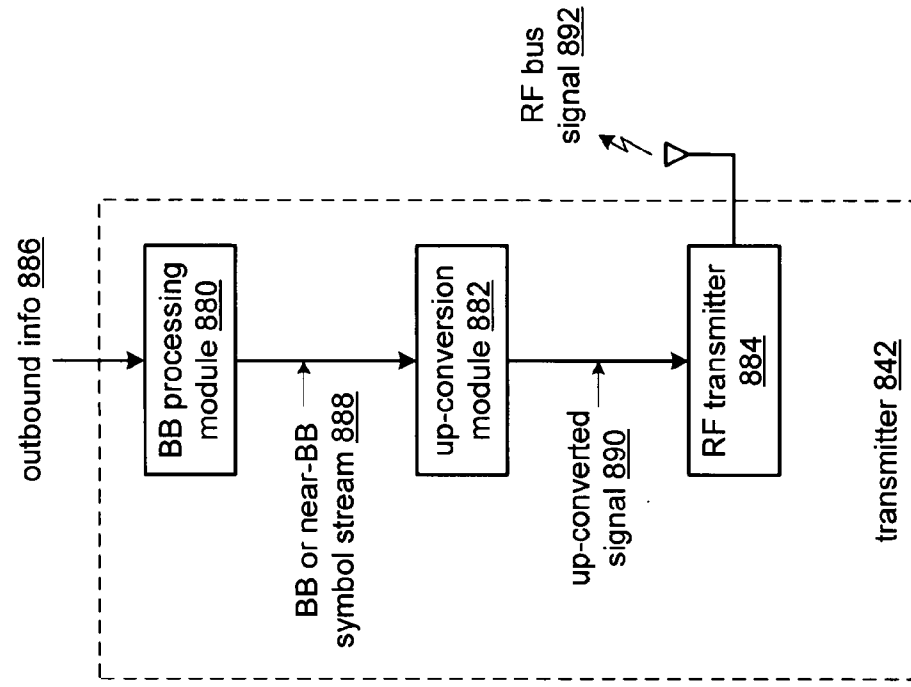 outbound info 886
BB processing
module 880
BB or near-BB
symbol stream 888
up-conversion
module 882
up-converted
signal 890
RF transmitter
884
RF bus
signal 892
transmitter 842